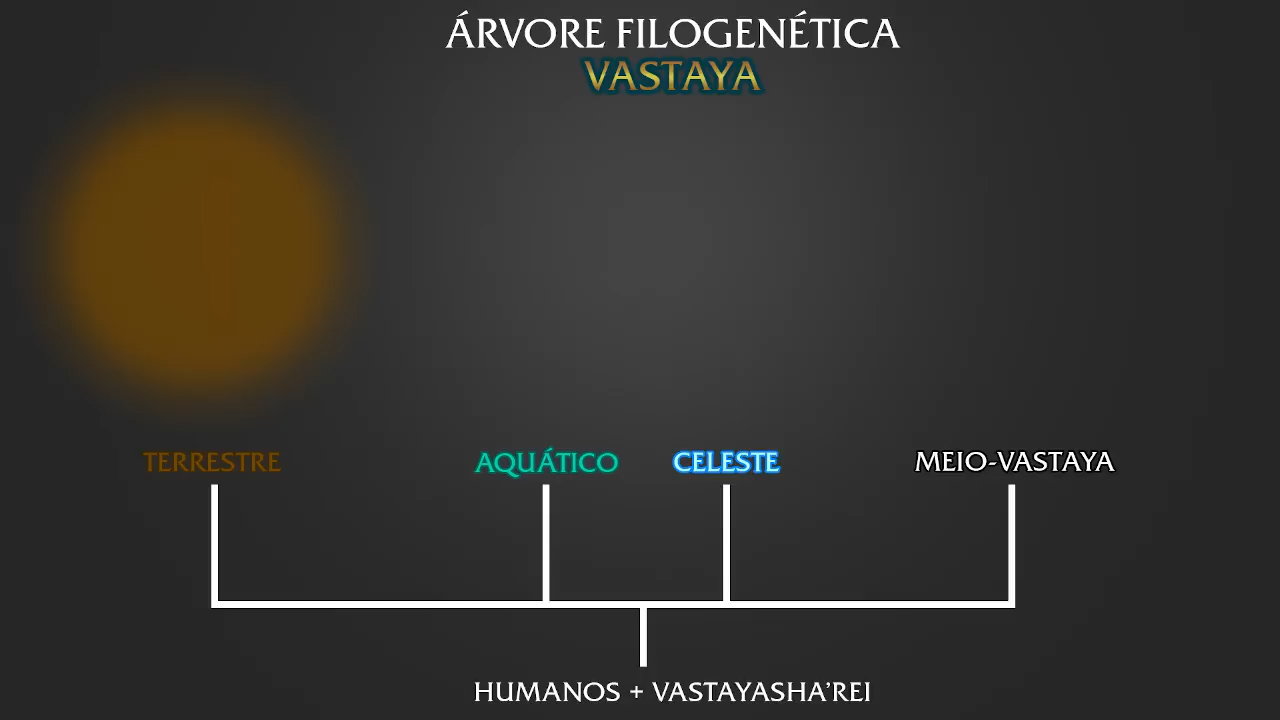 ÁRVORE FILOGENÉTICA
VASTAYA
TERRESTRE
AQUÁTICO
CELESTE
MEIO-VASTAYA
HUMANOS + VASTAYASHA'REI